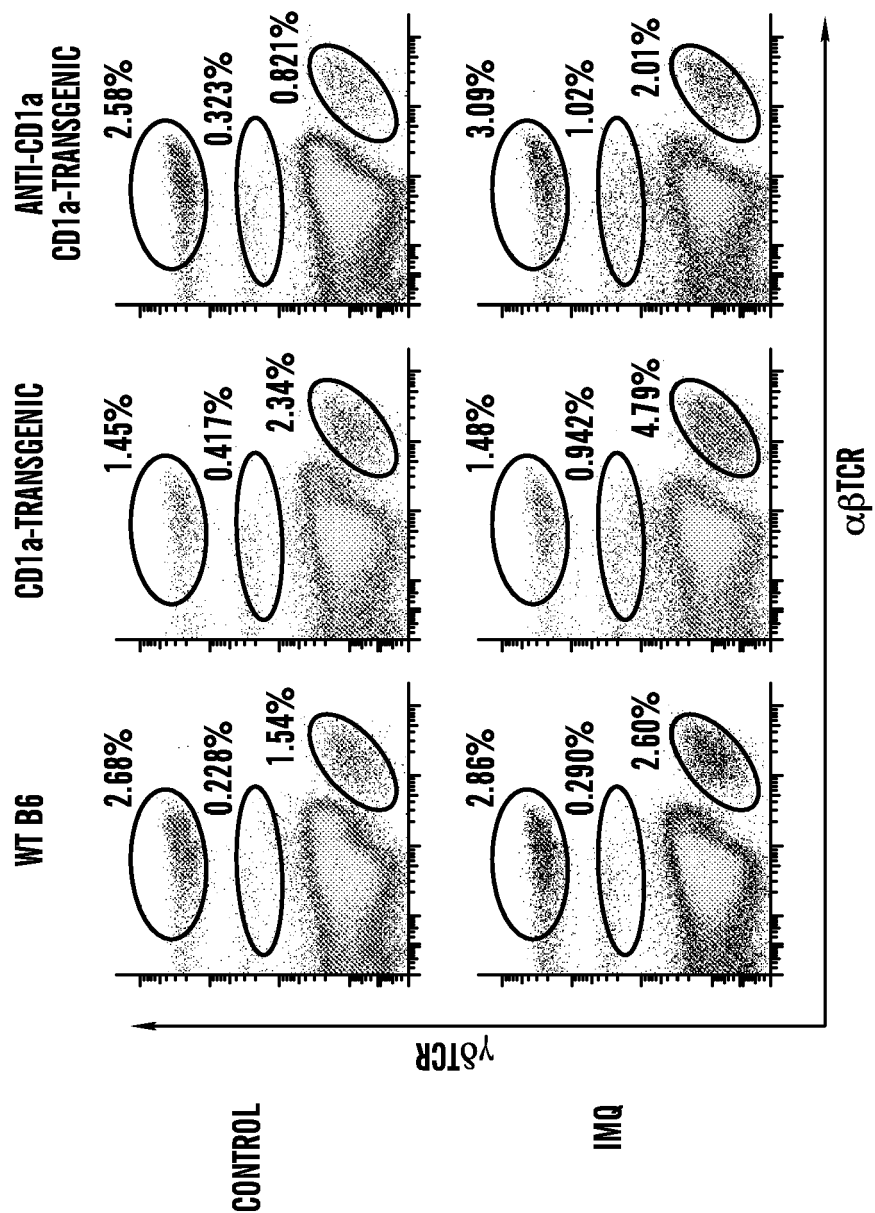 WT B6
CD1a-TRANSGENIC
ANTI-CD1a
CD1a-TRANSGENIC
CONTROL
2.68%
0.228%
1.54%
1.45%
0.417%
2.34%
2.58%
0.323%
0.821%
IMQ
2.86%
0.290%
2.60%
1.48%
0.942%
4.79%
3.09%
1.02%
2.01%
γδTCR
αβTCR